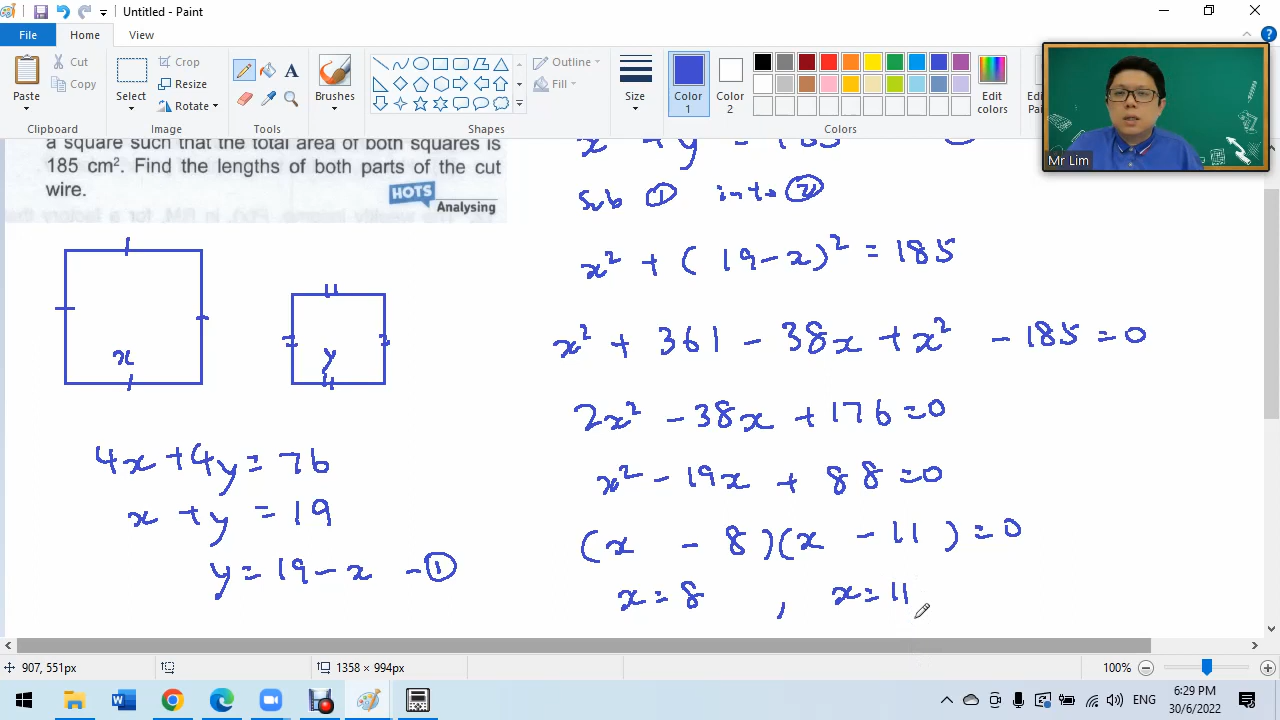 Untitled - Paint
File Home View
Paste Cut Copy Clipboard
Select Crop Resize Rotate Image
Tools
Brushes
Outline Fill Shapes
Size
Color 1
Color 2
Colors
Edit colors
Mr Lim
a square such that the total area of both squares is
185 cm². Find the lengths of both parts of the cut
wire.
HOTS
Analysing
x
y
4x + 4y = 76
x + y = 19
y = 19 - x - ①
x² + y² = 185
Sub ① into ②
x² + (19 - x)² = 185
x² + 361 - 38x + x² - 185 = 0
2x² - 38x + 176 = 0
x² - 19x + 88 = 0
(x - 8)(x - 11) = 0
x = 8 , x = 11
907, 551px
1358 × 994px
100%
ENG
6:29 PM
30/6/2022